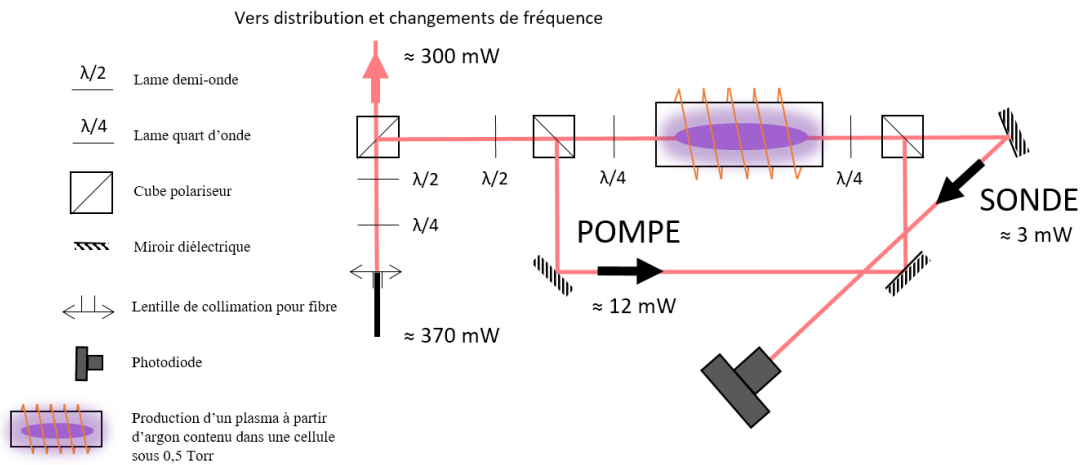 Vers distribution et changements de fréquence
≈ 300 mW
λ/2
Lame demi-onde
λ/4
Lame quart d'onde
Cube polariseur
Miroir diélectrique
Lentille de collimation pour fibre
Photodiode
Production d'un plasma à partir
d'argon contenu dans une cellule
sous 0,5 Torr
λ/2
λ/2
λ/4
λ/4
λ/4
POMPE
≈ 12 mW
SONDE
≈ 3 mW
≈ 370 mW